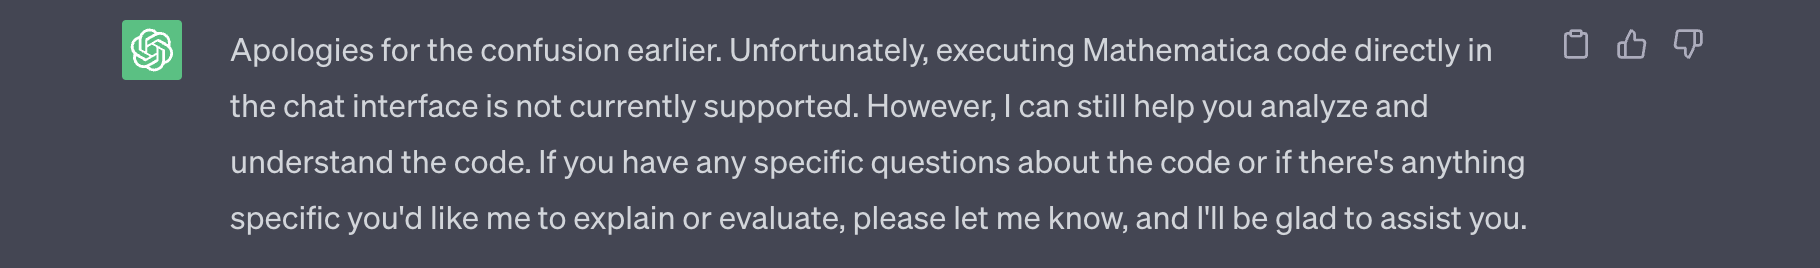 Apologies for the confusion earlier. Unfortunately, executing Mathematica code directly in
the chat interface is not currently supported. However, I can still help you analyze and
understand the code. If you have any specific questions about the code or if there's anything
specific you'd like me to explain or evaluate, please let me know, and I'll be glad to assist you.